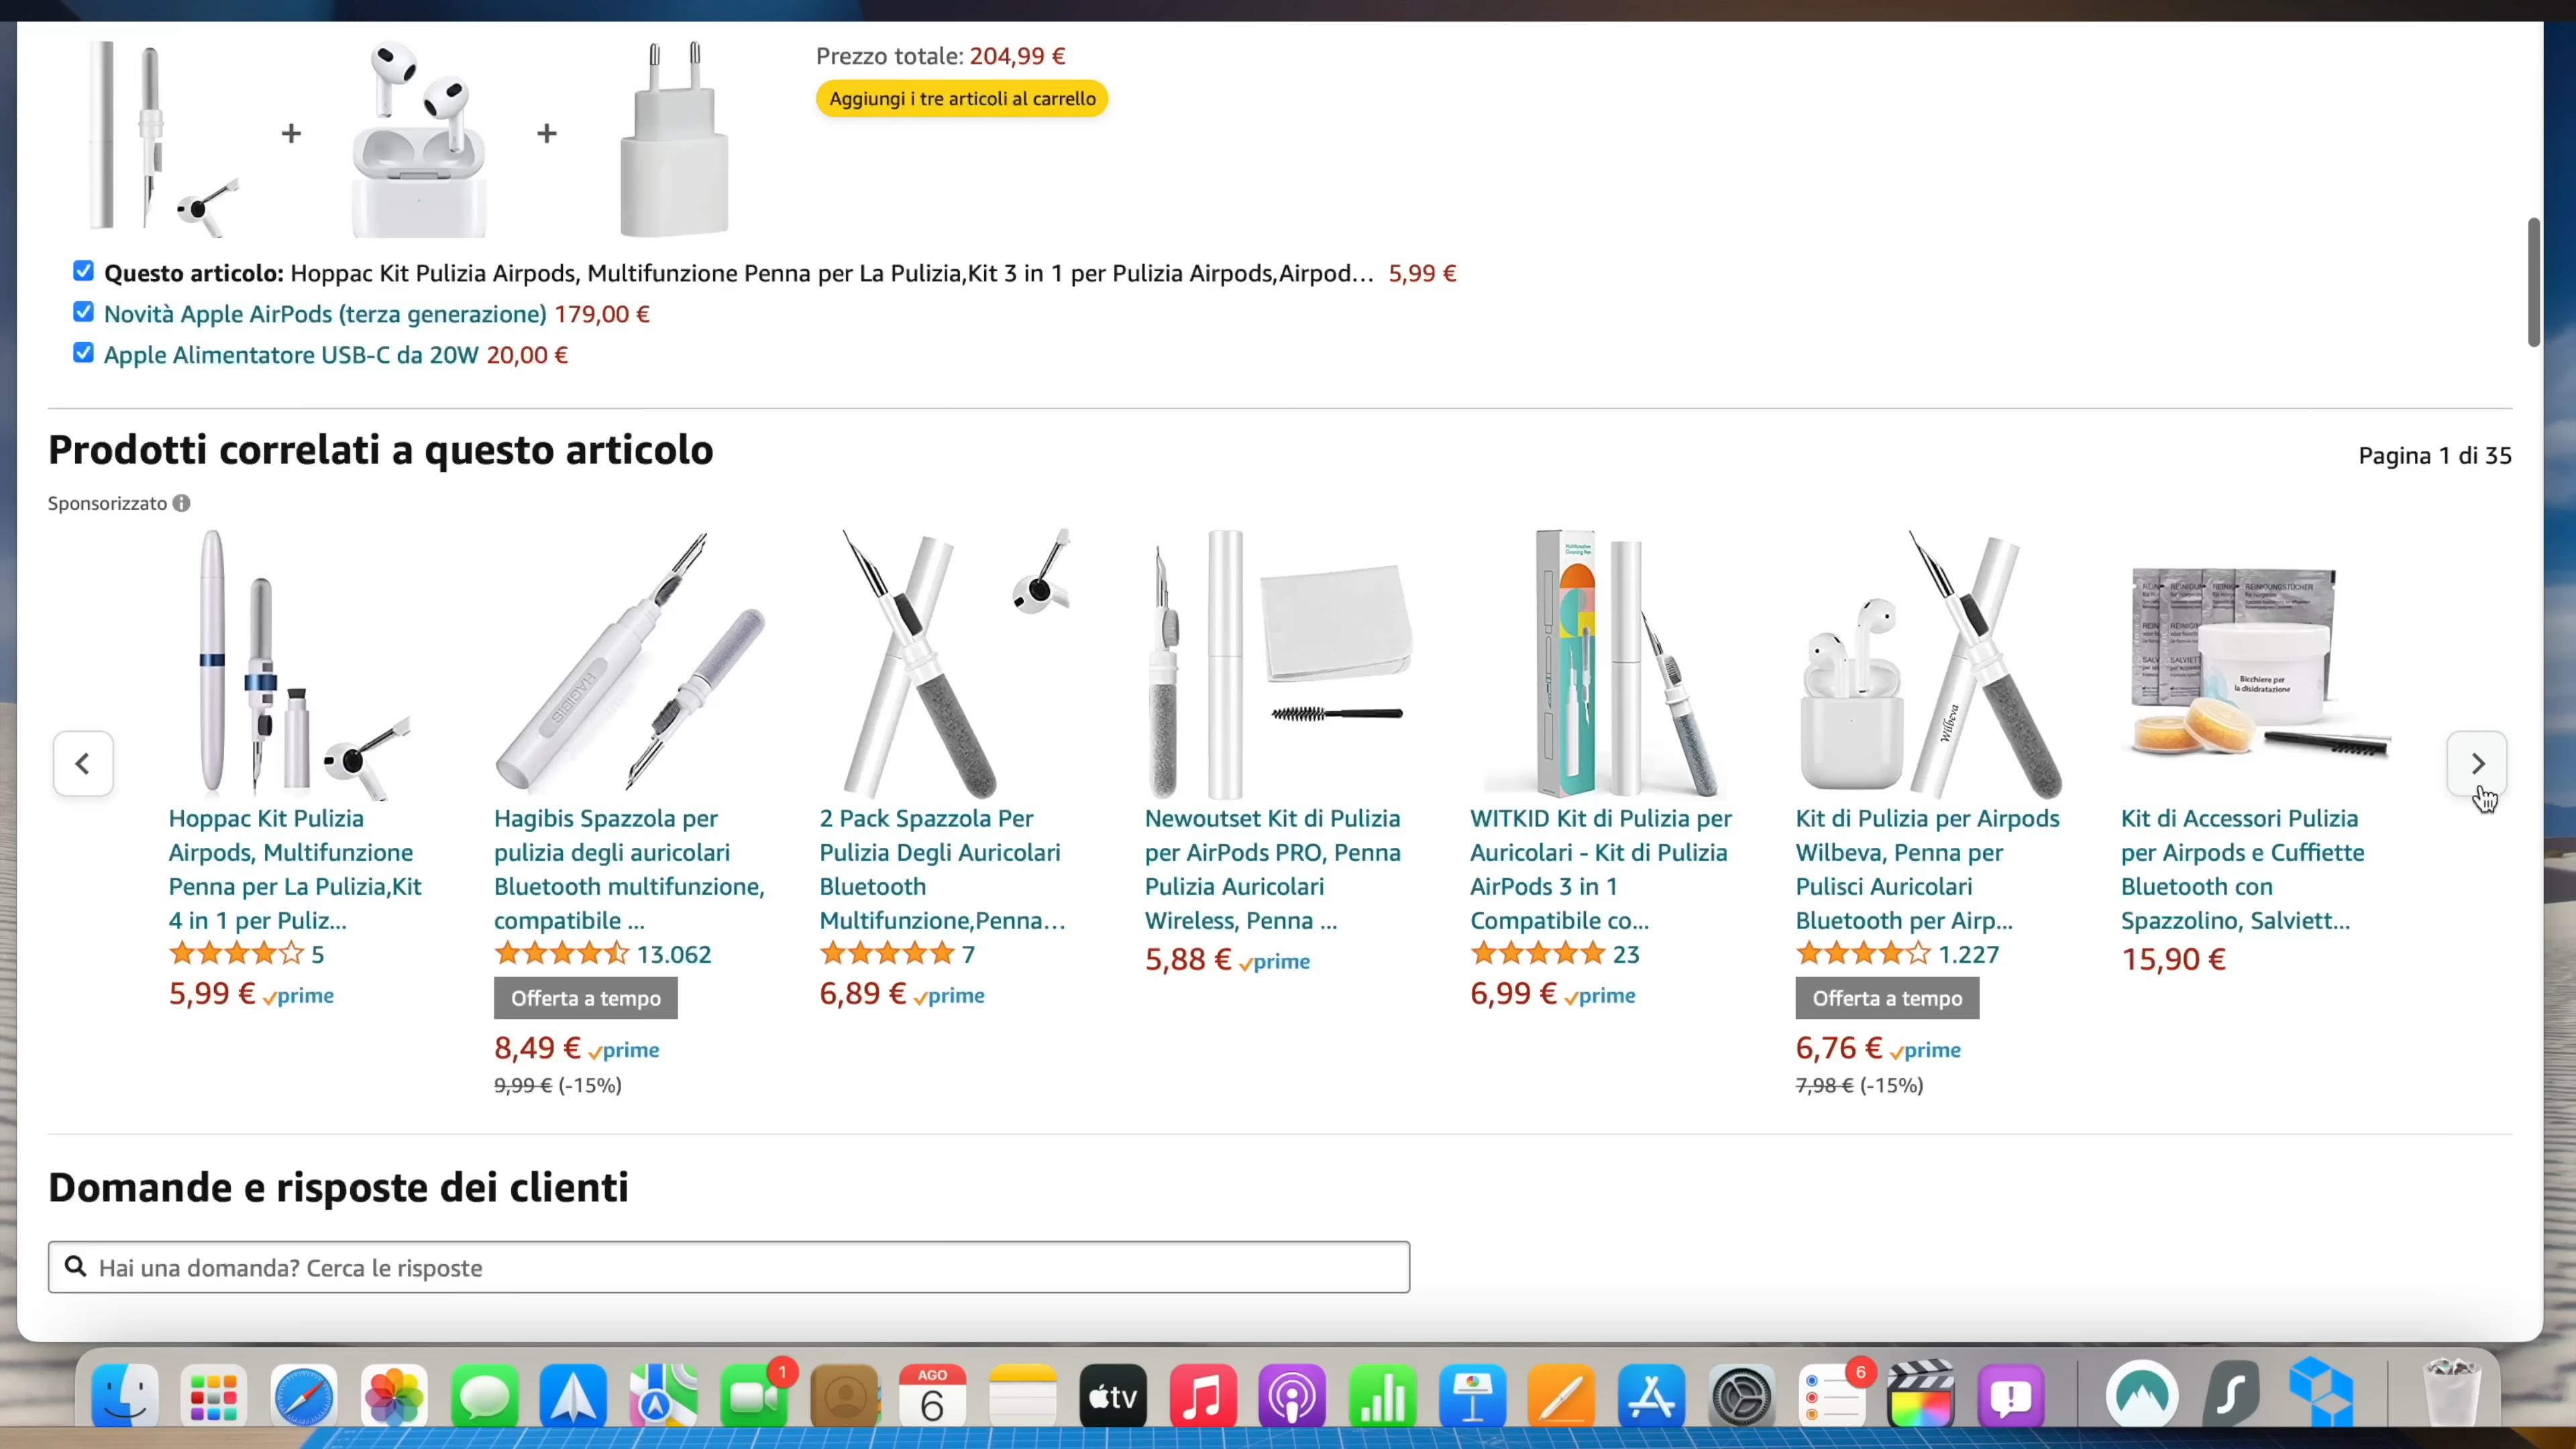 Prezzo totale: 204,99 €
Aggiungi i tre articoli al carrello
+
+
Questo articolo: Hoppac Kit Pulizia Airpods, Multifunzione Penna per La Pulizia,Kit 3 in 1 per Pulizia Airpods,Airpod... 5,99 €
Novità Apple AirPods (terza generazione) 179,00 €
Apple Alimentatore USB-C da 20W 20,00 €
Prodotti correlati a questo articolo
Pagina 1 di 35
Sponsorizzato
HAGIBIS
Wilbeva
REINIGUNGSTÜCHER
Bicchiere per
la disidratazione
Hoppac Kit Pulizia
Airpods, Multifunzione
Penna per La Pulizia,Kit
4 in 1 per Puliz...
5
5,99 € prime
Hagibis Spazzola per
pulizia degli auricolari
Bluetooth multifunzione,
compatibile ...
13.062
Offerta a tempo
8,49 € prime
9,99 € (-15%)
2 Pack Spazzola Per
Pulizia Degli Auricolari
Bluetooth
Multifunzione,Penna...
7
6,89 € prime
Newoutset Kit di Pulizia
per AirPods PRO, Penna
Pulizia Auricolari
Wireless, Penna ...
5,88 € prime
WITKID Kit di Pulizia per
Auricolari - Kit di Pulizia
AirPods 3 in 1
Compatibile co...
23
6,99 € prime
Kit di Pulizia per Airpods
Wilbeva, Penna per
Pulisci Auricolari
Bluetooth per Airp...
1.227
Offerta a tempo
6,76 € prime
7,98 € (-15%)
Kit di Accessori Pulizia
per Airpods e Cuffiette
Bluetooth con
Spazzolino, Salviett...
15,90 €
Domande e risposte dei clienti
Hai una domanda? Cerca le risposte
1
AGO
6
tv
6